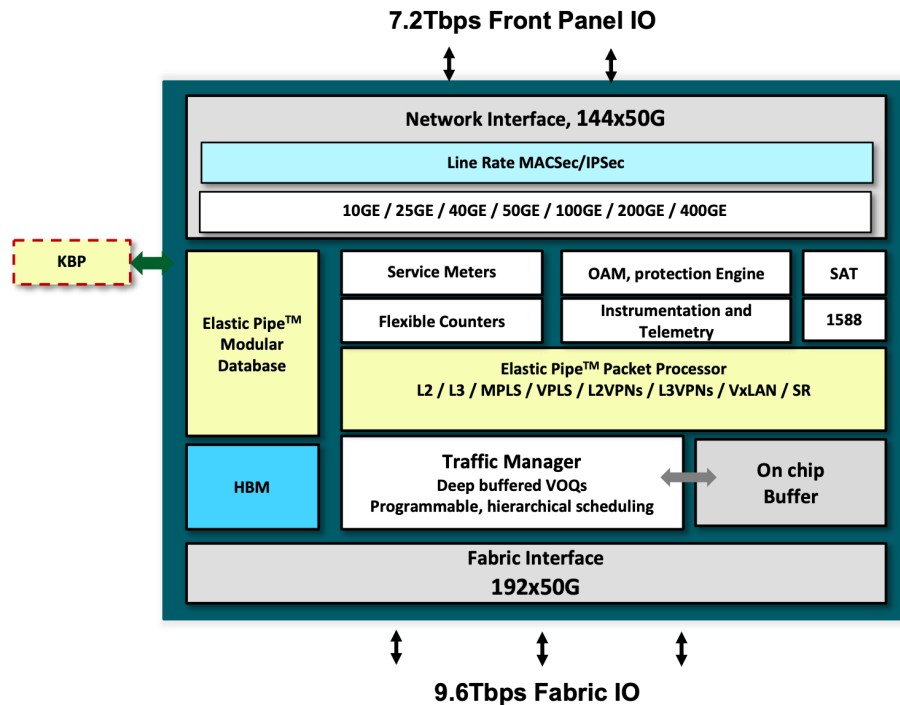 7.2Tbps Front Panel IO
Network Interface, 144x50G
Line Rate MACSec/IPSec
10GE / 25GE / 40GE / 50GE / 100GE / 200GE / 400GE
KBP
Elastic Pipe™
Modular
Database
Service Meters
OAM, protection Engine
SAT
Flexible Counters
Instrumentation and
Telemetry
1588
Elastic Pipe™ Packet Processor
L2 / L3 / MPLS / VPLS / L2VPNs / L3VPNs / VxLAN / SR
HBM
Traffic Manager
Deep buffered VOQs
Programmable, hierarchical scheduling
On chip
Buffer
Fabric Interface
192x50G
9.6Tbps Fabric IO